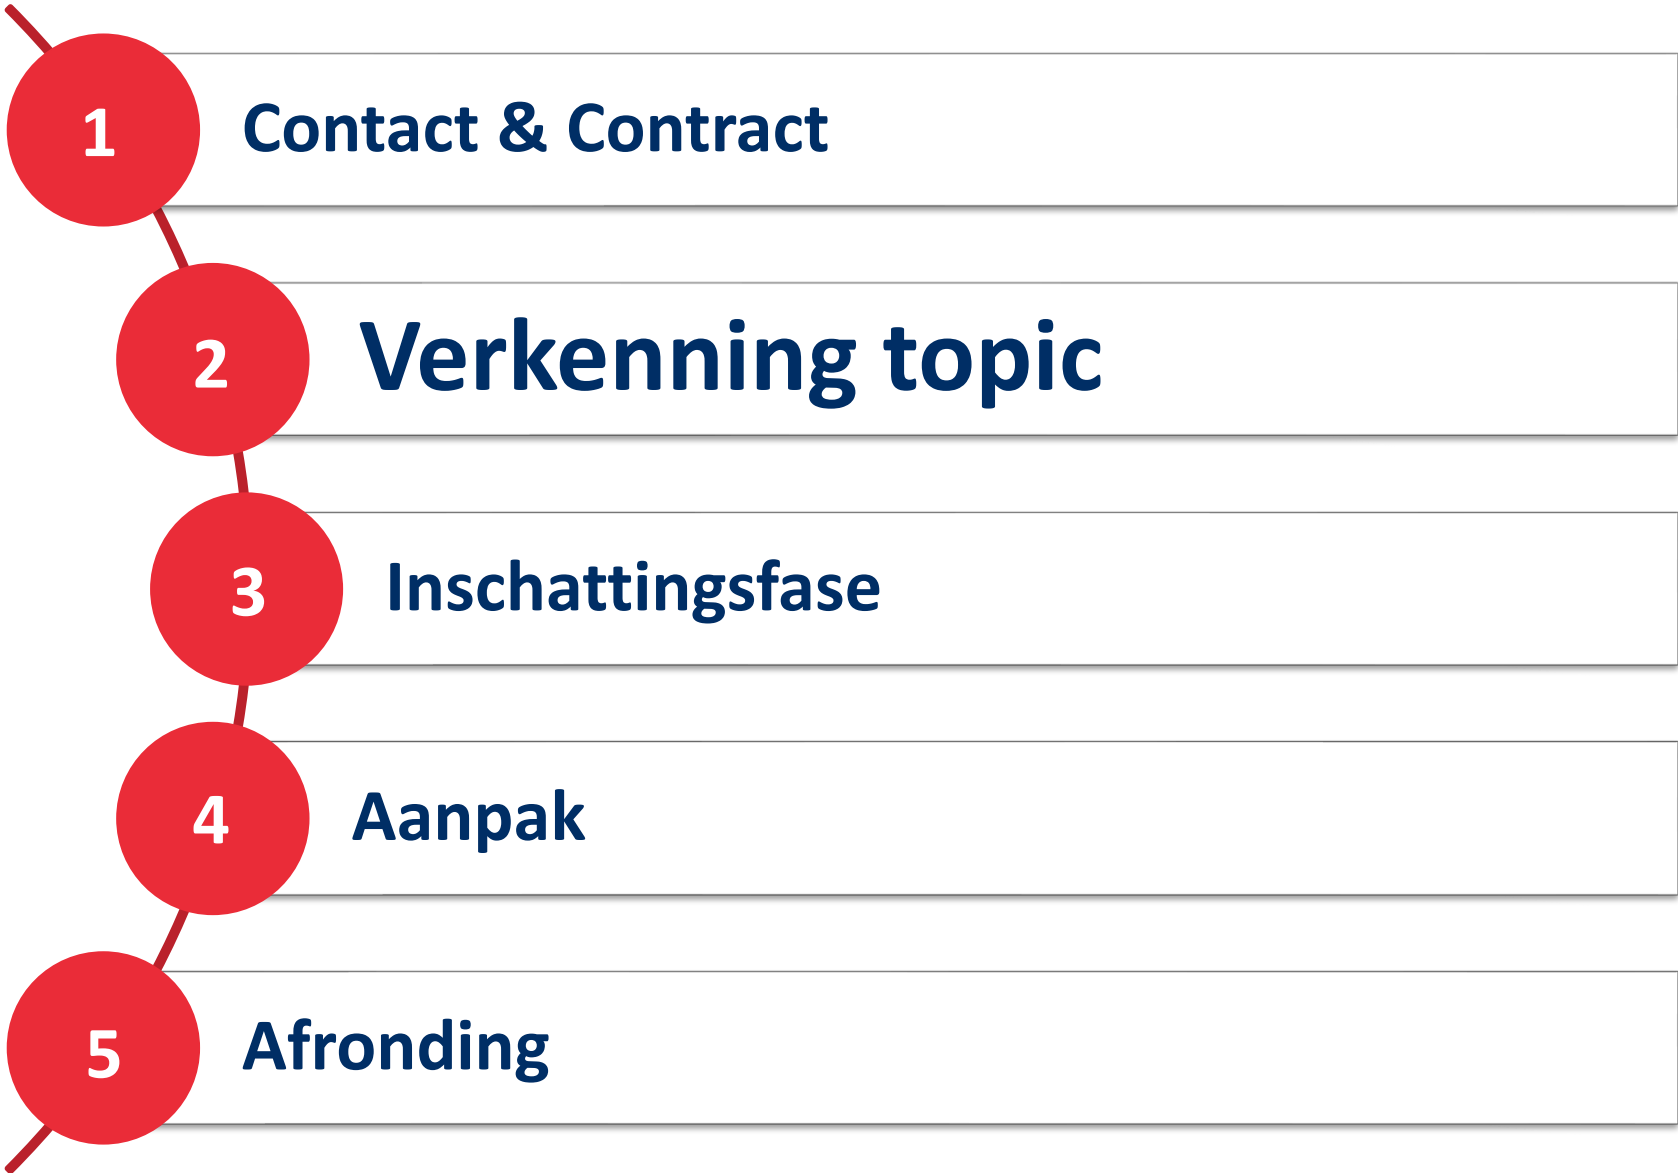 1
Contact & Contract
2
Verkenning topic
3
Inschattingsfase
4
Aanpak
5
Afronding